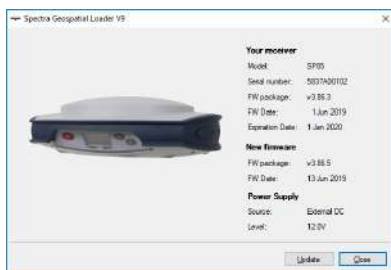 Spectra Geospatial Loader V9
Your receiver
Model: SP85
Serial number: 5837A00102
FW package: v3.86.3
FW Date: 1 Jun 2019
Expiration Date: 1 Jan 2020
New firmware
FW package: v3.86.5
FW Date: 13 Jun 2019
Power Supply
Source: External DC
Level: 12.0V
Update Close